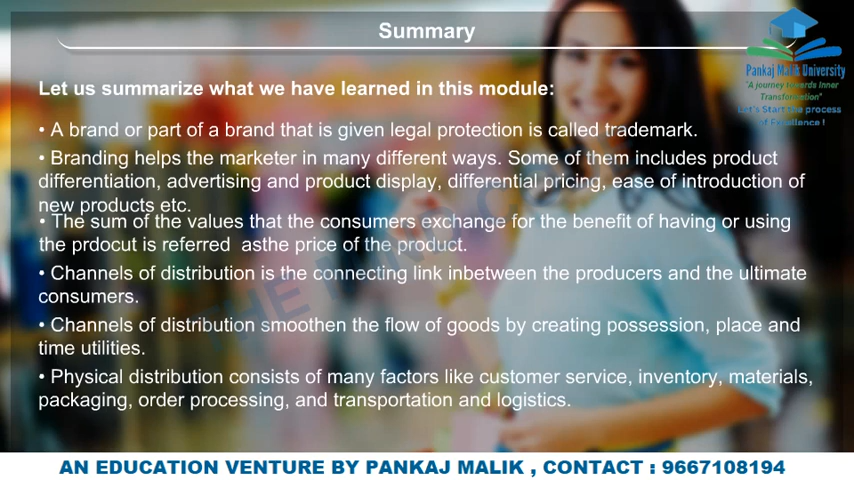 Summary
Pankaj Malik University
"A journey towards Inner
Transformation"
Let's Start the process
of Excellence !
Let us summarize what we have learned in this module:
• A brand or part of a brand that is given legal protection is called trademark.
• Branding helps the marketer in many different ways. Some of them includes product
differentiation, advertising and product display, differential pricing, ease of introduction of
new products etc.
• The sum of the values that the consumers exchange for the benefit of having or using
the prdocut is referred  asthe price of the product.
• Channels of distribution is the connecting link inbetween the producers and the ultimate
consumers.
• Channels of distribution smoothen the flow of goods by creating possession, place and
time utilities.
• Physical distribution consists of many factors like customer service, inventory, materials,
packaging, order processing, and transportation and logistics.
AN EDUCATION VENTURE BY PANKAJ MALIK , CONTACT : 9667108194